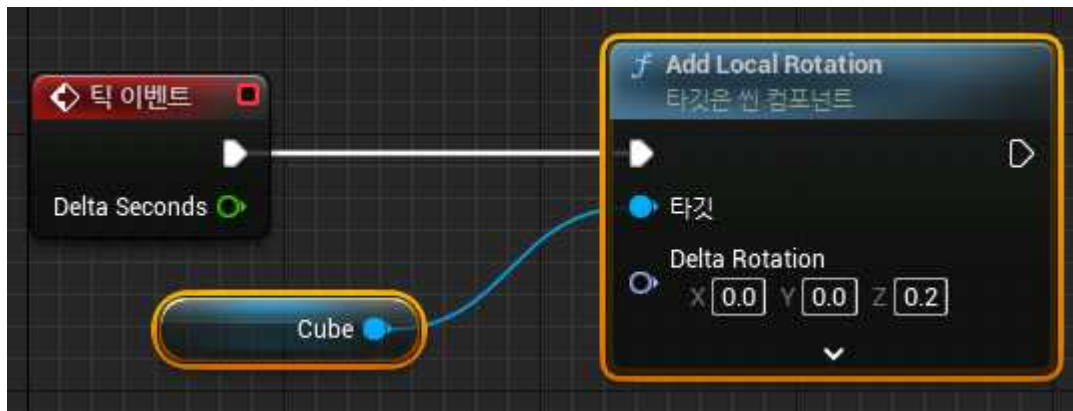 틱 이벤트
Delta Seconds
Cube
f Add Local Rotation
타깃은 씬 컴포넌트
타깃
Delta Rotation
X 0.0 Y 0.0 Z 0.2